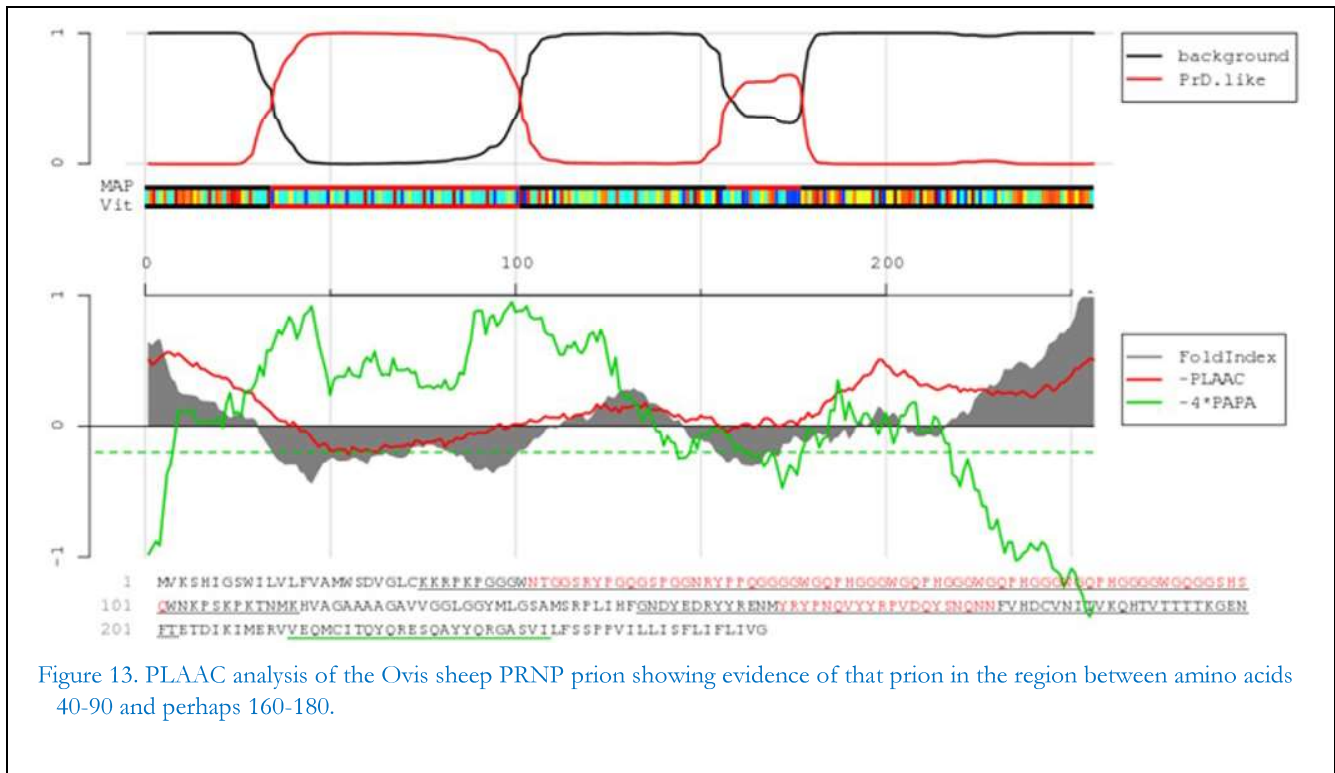 1
0
background
PrD.like
MAP
Vit
0 100 200
1
0
-1
FoldIndex
-PLAAC
-4*PAPA
1 MVKSHIGSWILVLFVAMWSDVGLCKKRPKPGGGWNTGGSRYPGQGSPGGNRYPPQGGGGWGQPHGGGWGQPHGGGWGQPHGGGWGQPHGGGGWGQGGSHS
101 QWNKPSKPKTNMKHVAGAAAAGAVVGGLGGYMLGSAMSRPLIHFGNDYEDRYYRENMYRYPNQVYYRPVDQYSNQNNFVHDCVNITVKQHTVTTTTKGEN
201 FTETDIKIMERVVEQMCITQYQRESQAYYQRGASVILFSSPPVILLISFLIFLIVG
Figure 13. PLAAC analysis of the Ovis sheep PRNP prion showing evidence of that prion in the region between amino acids
40-90 and perhaps 160-180.